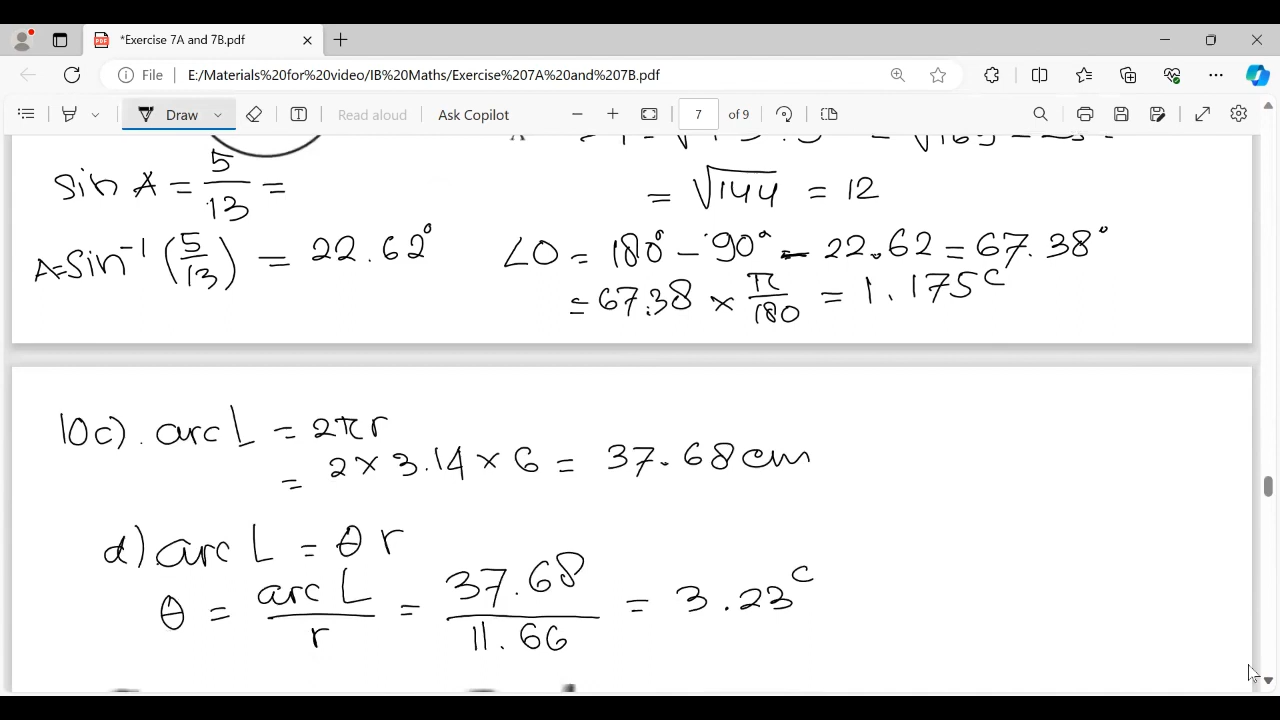 *Exercise 7A and 7B.pdf
File E:/Materials%20for%20video/IB%20Maths/Exercise%207A%20and%207B.pdf
Draw Read aloud Ask Copilot 7 of 9
sin A = 5/13 =
= √144 = 12
A = sin⁻¹(5/13) = 22.62°
∠O = 180° - 90° - 22.62 = 67.38°
= 67.38 × π/180 = 1.175ᶜ
10c). arc L = 2πr
= 2 × 3.14 × 6 = 37.68 cm
d) arc L = θ r
θ = arc L / r = 37.68 / 11.66 = 3.23ᶜ